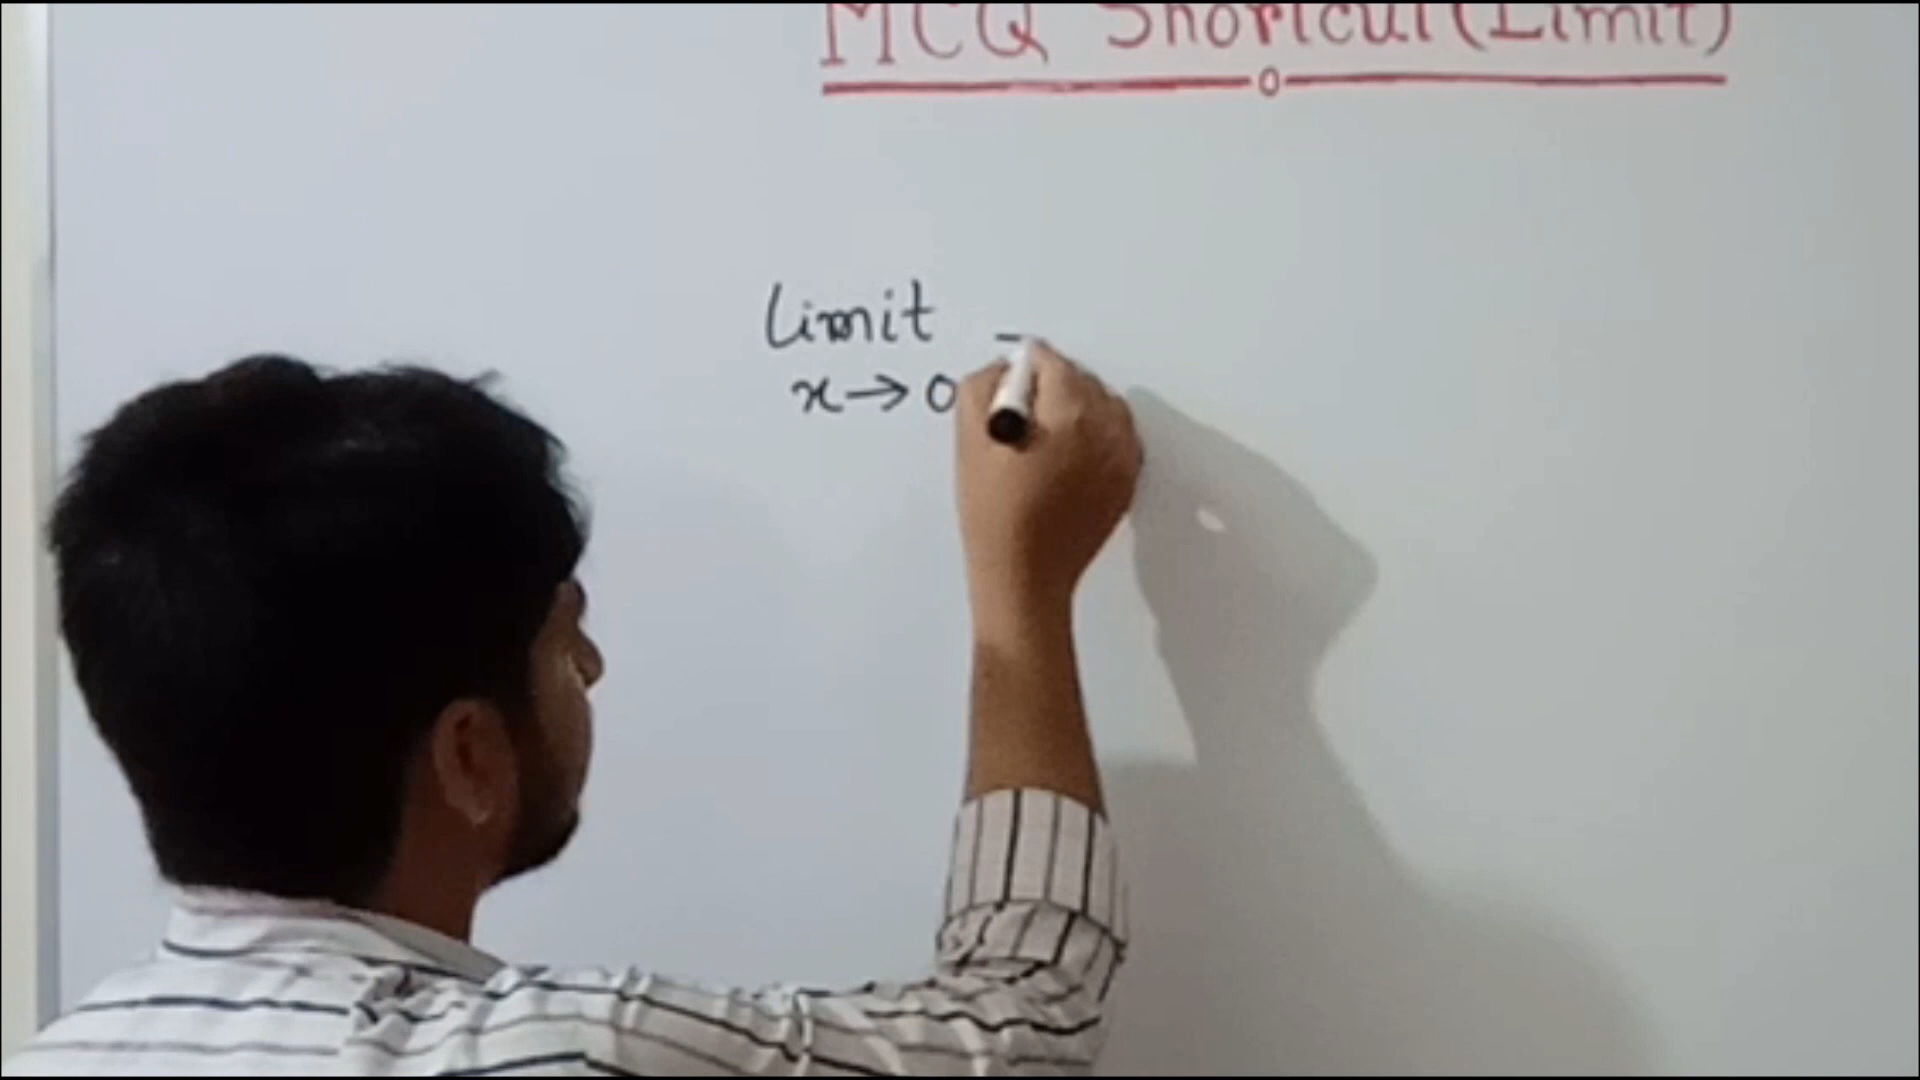 MCQ Shortcut (Limit)
Limit
x → 0